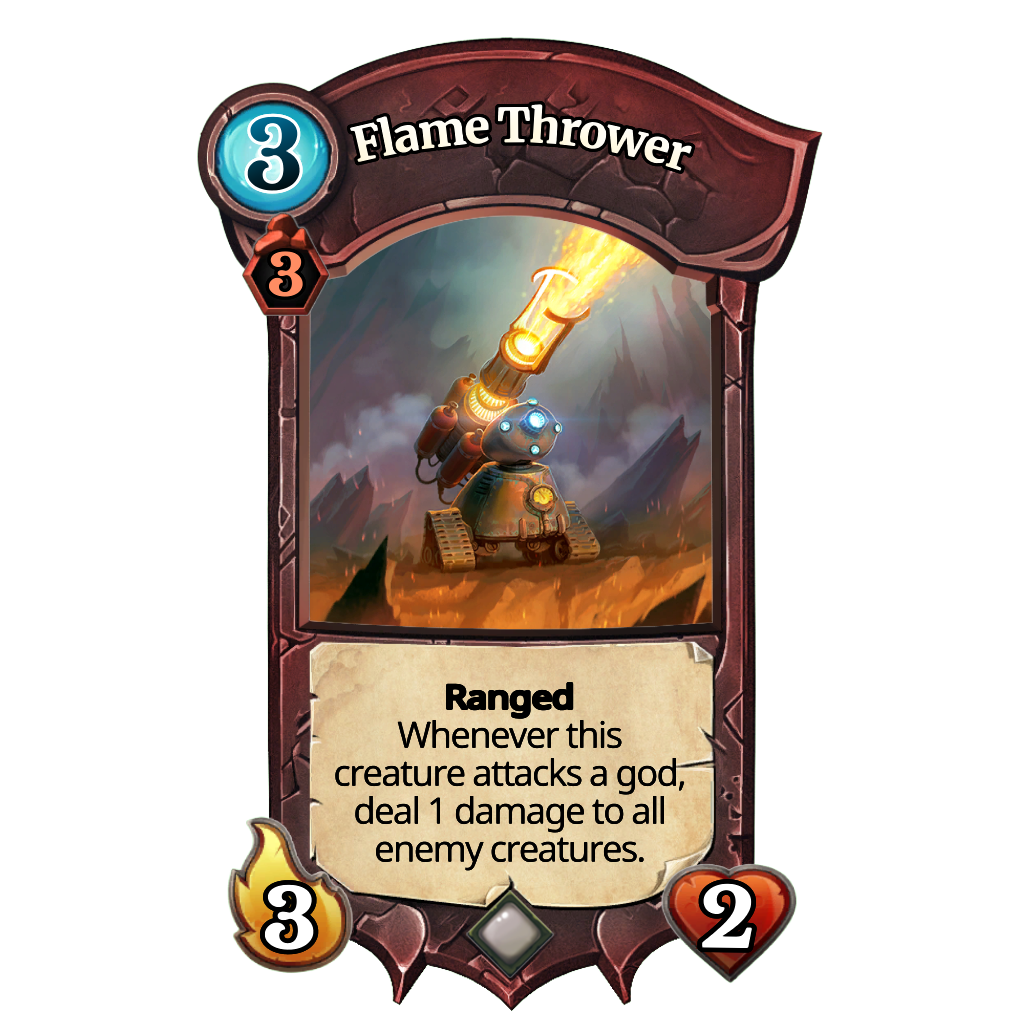 3
Flame Thrower
3
Ranged
Whenever this
creature attacks a god,
deal 1 damage to all
enemy creatures.
3
2